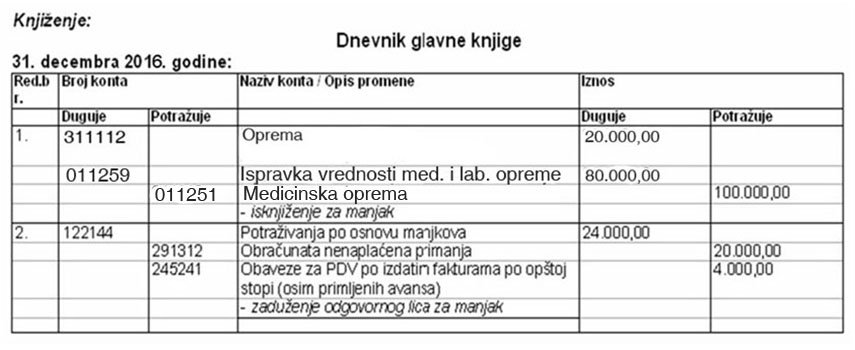 Knjiženje:
Dnevnik glavne knjige
31. decembra 2016. godine:
Red.b Broj konta Naziv konta / Opis promene Iznos
r.
Duguje Potražuje Duguje Potražuje
1. 311112 Oprema 20.000,00
011259 Ispravka vrednosti med. i lab. opreme 80.000,00
011251 Medicinska oprema 100.000,00
- isknjiženje za manjak
2. 122144 Potraživanja po osnovu manjkova 24.000,00
291312 Obračunata nenaplaćena primanja 20.000,00
245241 Obaveze za PDV po izdatim fakturama po opštoj 4.000,00
stopi (osim primljenih avansa)
- zaduženje odgovornog lica za manjak